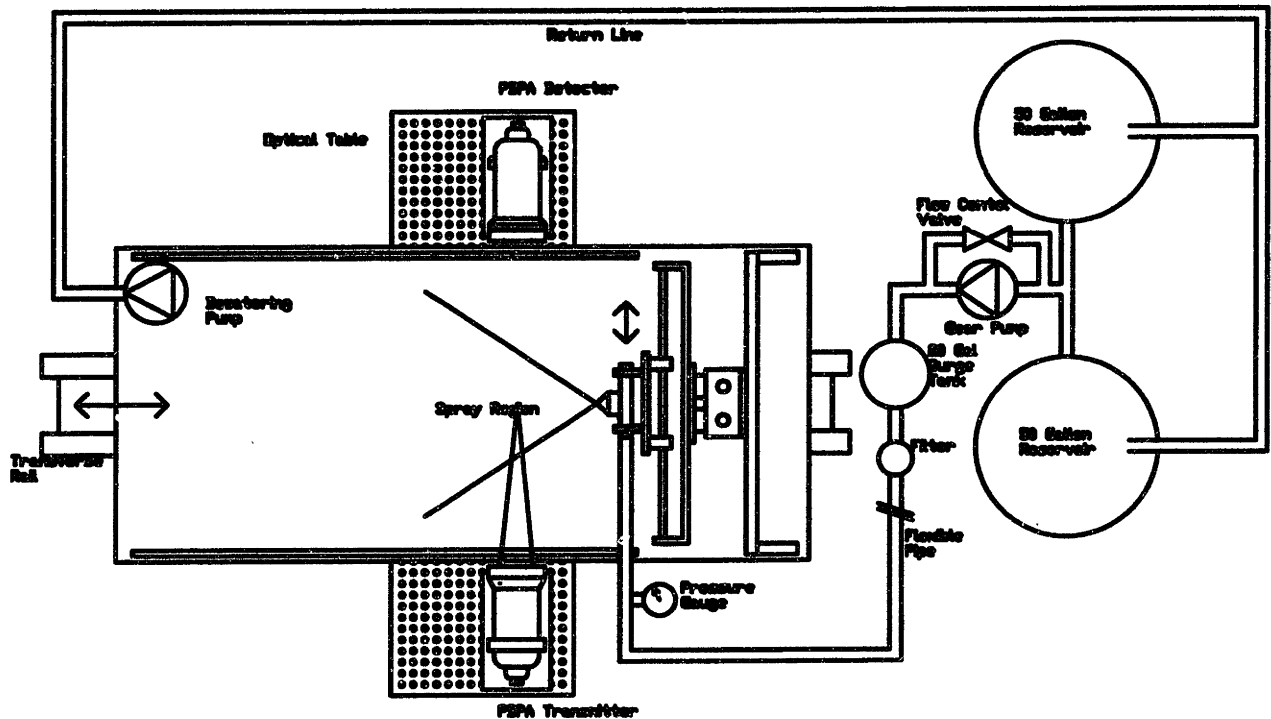 Return Line
PDPA Detector
Optical Table
50 Gallon
Reservoir
Flow Control
Valve
Dewatering
Pump
Gear Pump
Gal
Surge
Tank
Spray Region
50 Gallon
Reservoir
Filter
Transverse
Rail
Flexible
Pipe
Pressure
Gauge
PDPA Transmitter